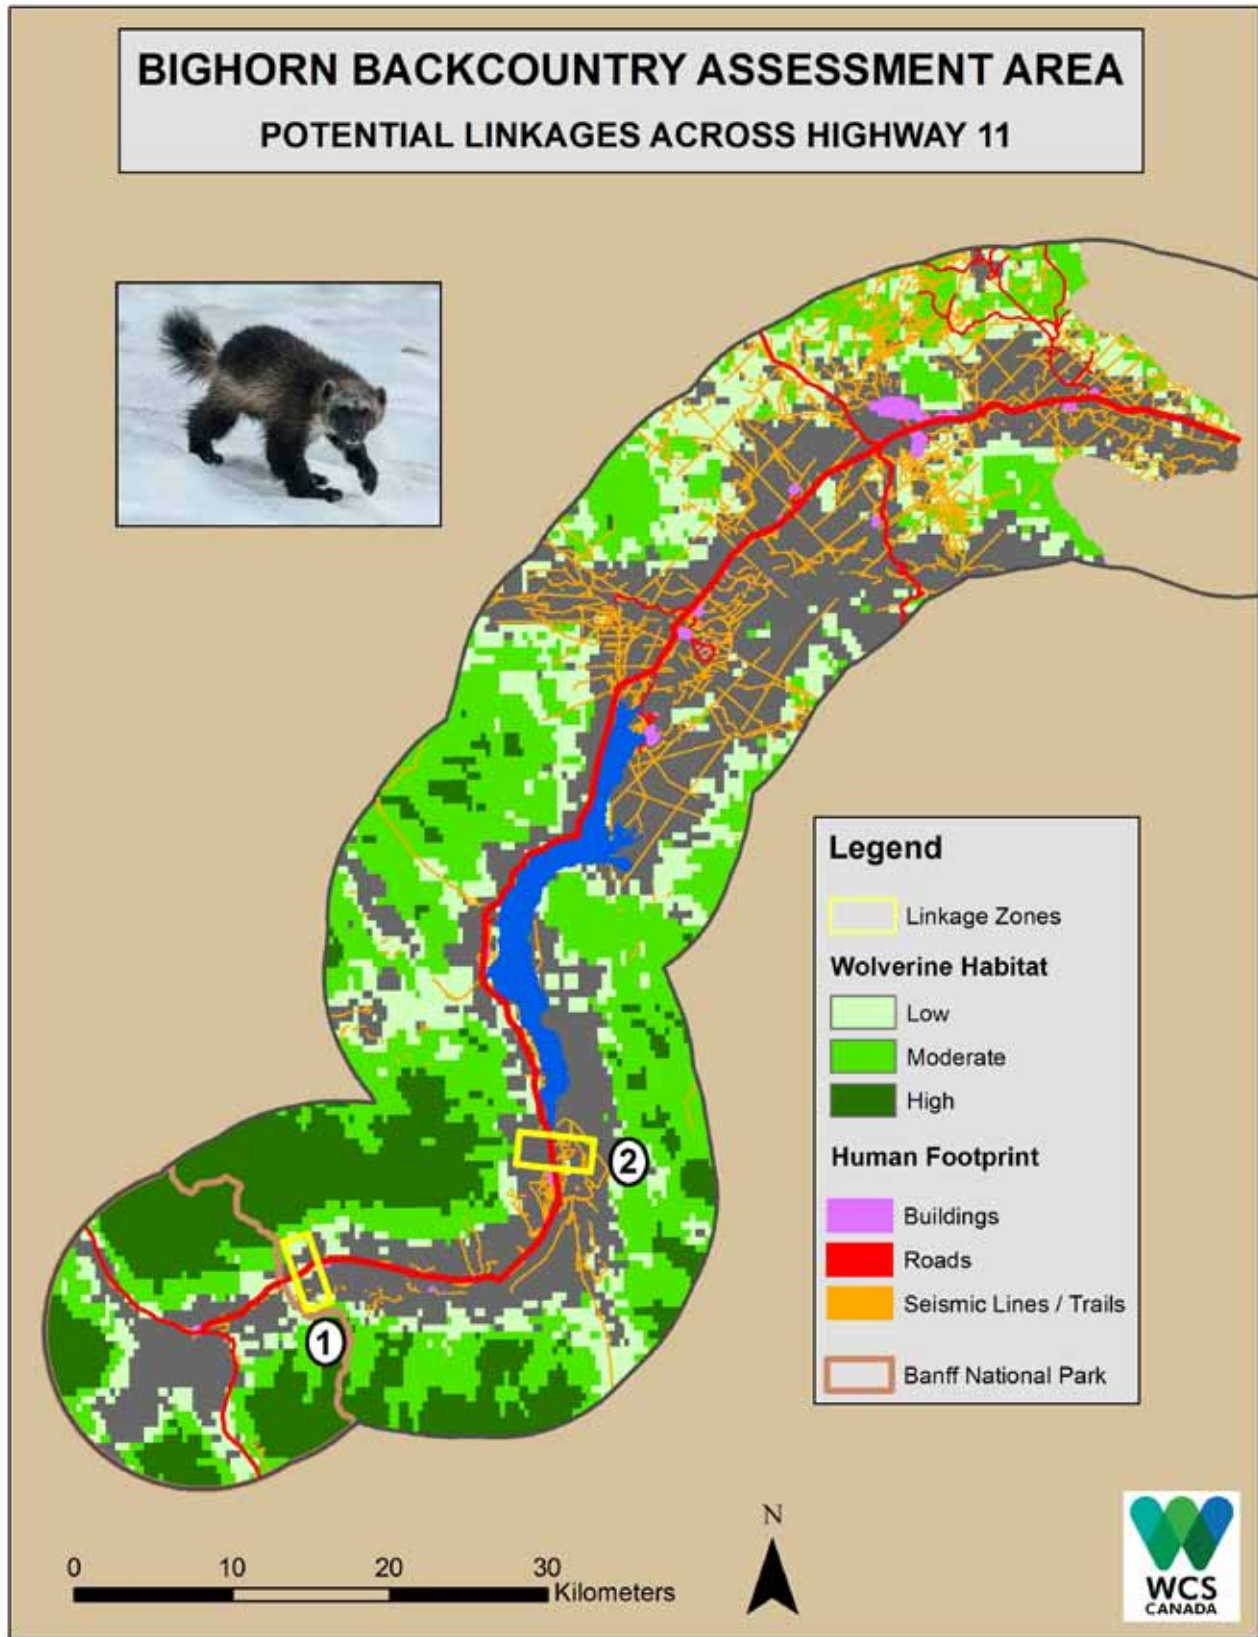 BIGHORN BACKCOUNTRY ASSESSMENT AREA
POTENTIAL LINKAGES ACROSS HIGHWAY 11
Legend
Linkage Zones
Wolverine Habitat
Low
Moderate
High
Human Footprint
Buildings
Roads
Seismic Lines / Trails
Banff National Park
2
1
0 10 20 30
Kilometers
N
WCS
CANADA